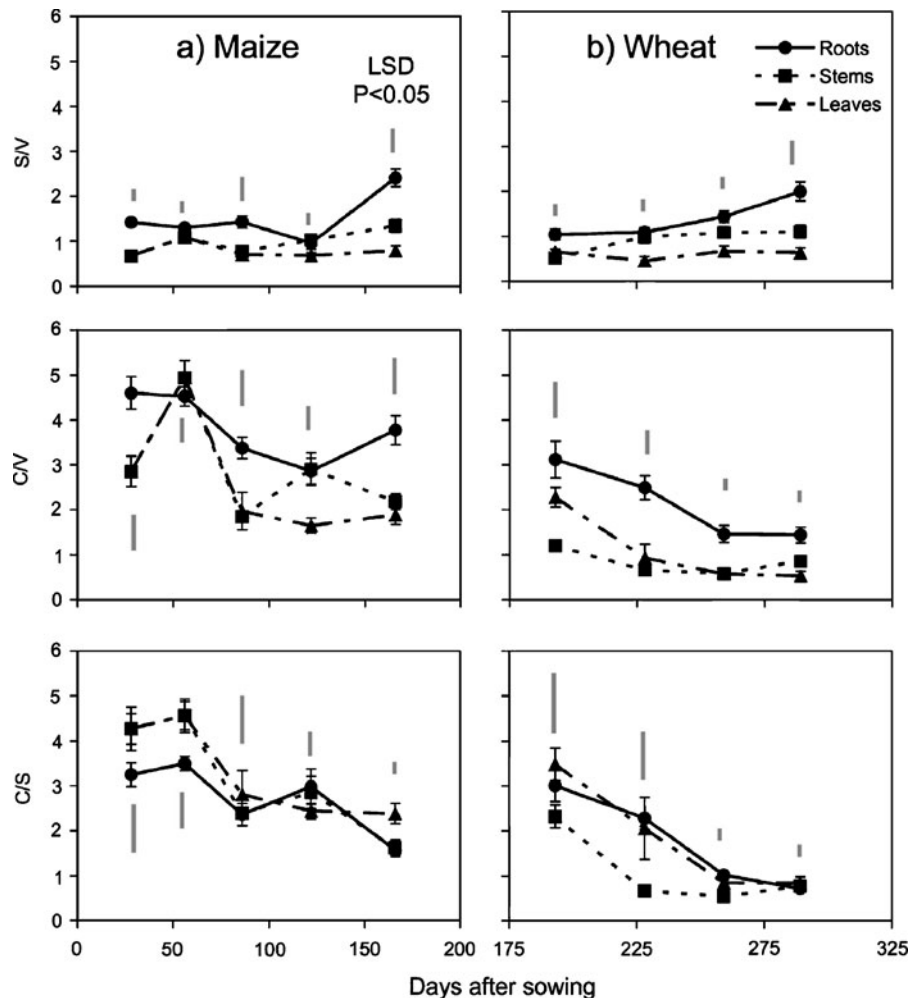 a) Maize
LSD
P<0.05
b) Wheat
Roots
Stems
Leaves
S/V
6
5
4
3
2
1
0
C/V
6
5
4
3
2
1
0
C/S
6
5
4
3
2
1
0
0 50 100 150 200
175 225 275 325
Days after sowing